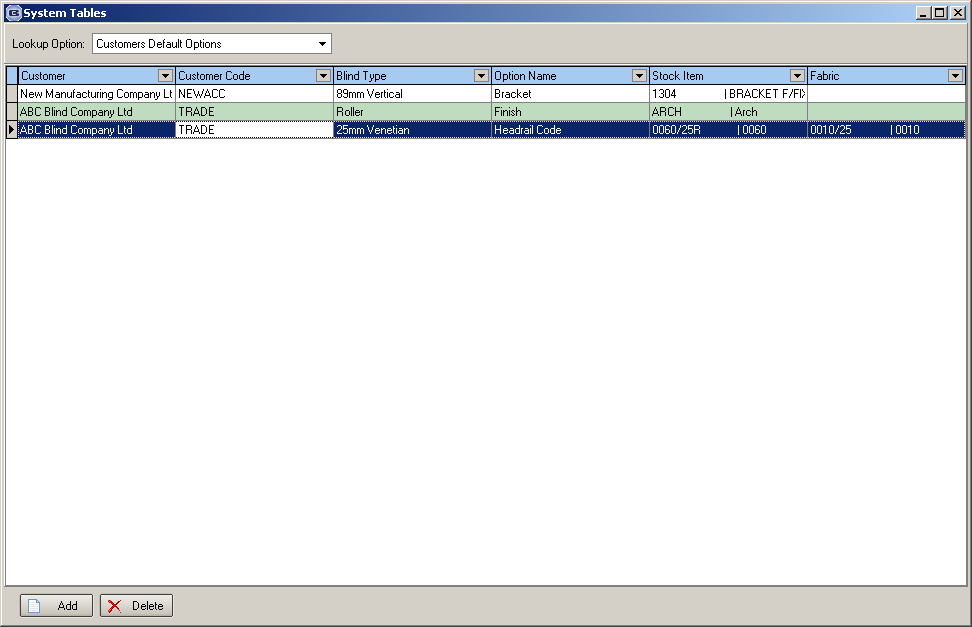 System Tables
Lookup Option: Customers Default Options
Customer Customer Code Blind Type Option Name Stock Item Fabric
New Manufacturing Company Lt NEWACC 89mm Vertical Bracket 1304 | BRACKET F/FIX
ABC Blind Company Ltd TRADE Roller Finish ARCH | Arch
ABC Blind Company Ltd TRADE 25mm Venetian Headrail Code 0060/25R | 0060 0010/25 | 0010
Add Delete